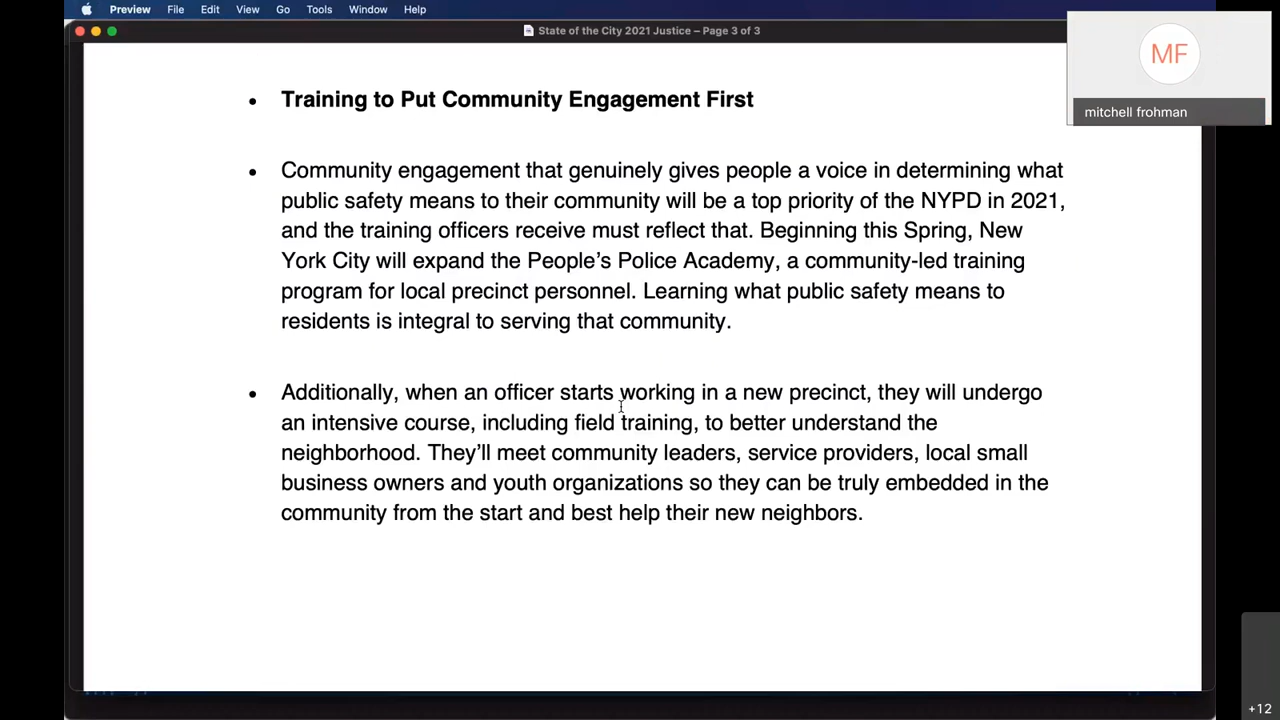 Preview File Edit View Go Tools Window Help
State of the City 2021 Justice – Page 3 of 3
MF
mitchell frohman
• Training to Put Community Engagement First
• Community engagement that genuinely gives people a voice in determining what
public safety means to their community will be a top priority of the NYPD in 2021,
and the training officers receive must reflect that. Beginning this Spring, New
York City will expand the People’s Police Academy, a community-led training
program for local precinct personnel. Learning what public safety means to
residents is integral to serving that community.
• Additionally, when an officer starts working in a new precinct, they will undergo
an intensive course, including field training, to better understand the
neighborhood. They’ll meet community leaders, service providers, local small
business owners and youth organizations so they can be truly embedded in the
community from the start and best help their new neighbors.
+12